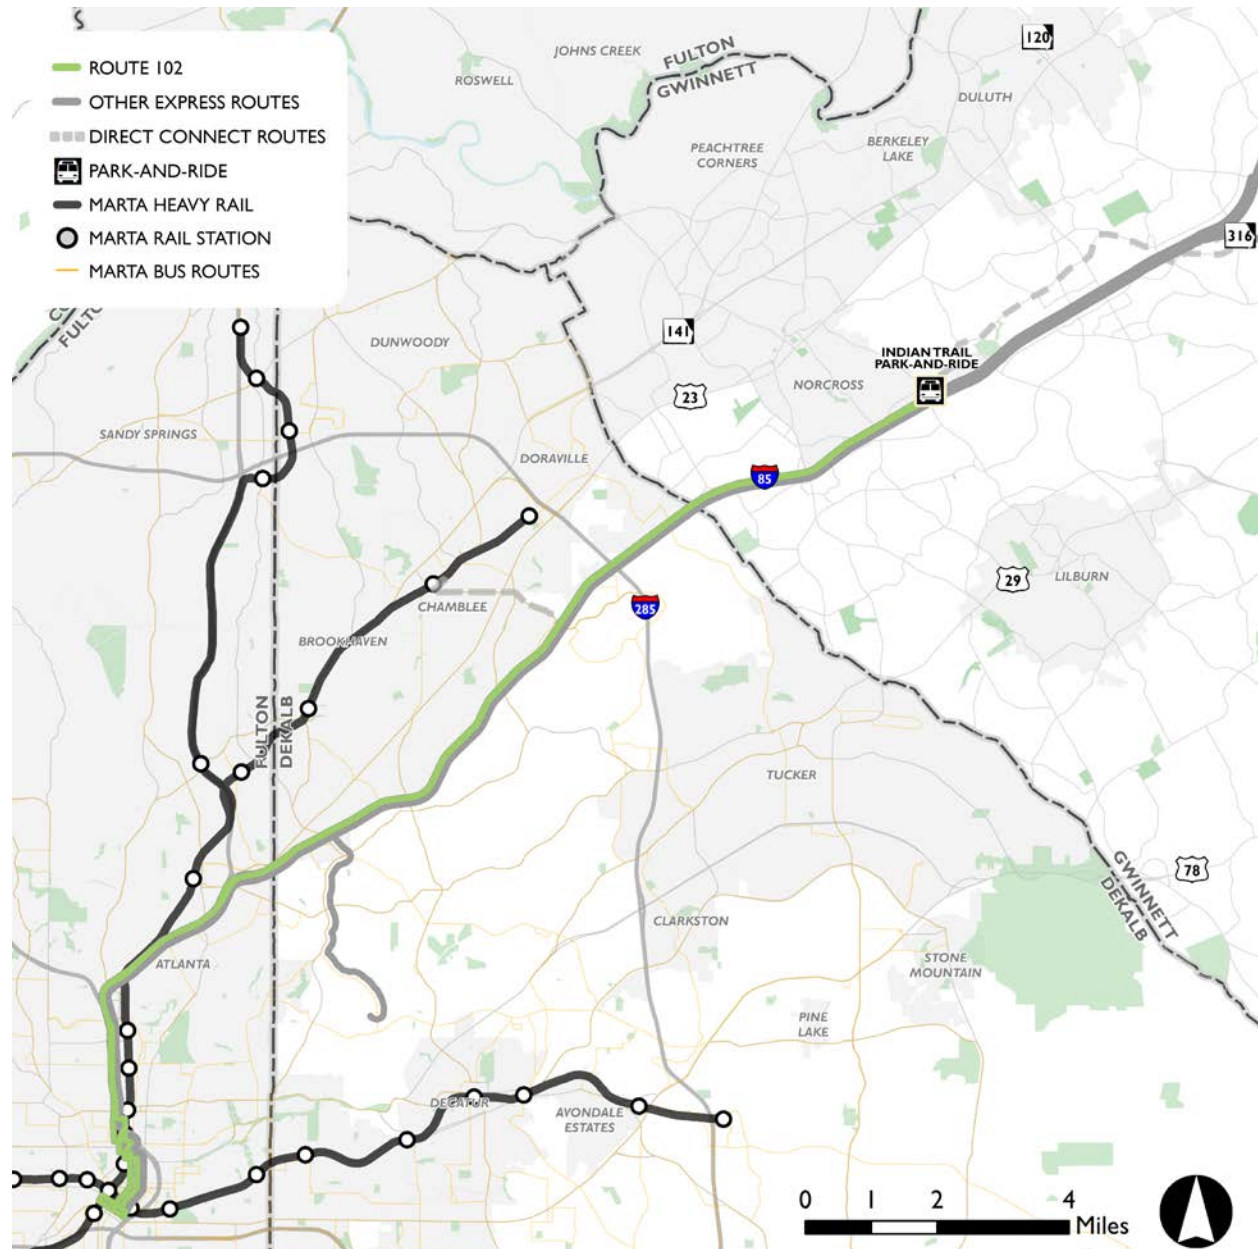 ROUTE 102
OTHER EXPRESS ROUTES
DIRECT CONNECT ROUTES
PARK-AND-RIDE
MARTA HEAVY RAIL
MARTA RAIL STATION
MARTA BUS ROUTES
JOHNS CREEK
FULTON
GWINNETT
120
ROSWELL
DULUTH
PEACHTREE
CORNERS
BERKELEY
LAKE
316
FULTON
141
DUNWOODY
INDIAN TRAIL
PARK-AND-RIDE
NORCROSS
23
SANDY SPRINGS
DORAVILLE
85
29
LILBURN
285
CHAMBLEE
BROOKHAVEN
FULTON
DEKALB
TUCKER
GWINNETT
DEKALB
78
CLARKSTON
STONE
MOUNTAIN
ATLANTA
PINE
LAKE
DECATUR
AVONDALE
ESTATES
0 1 2 4
Miles